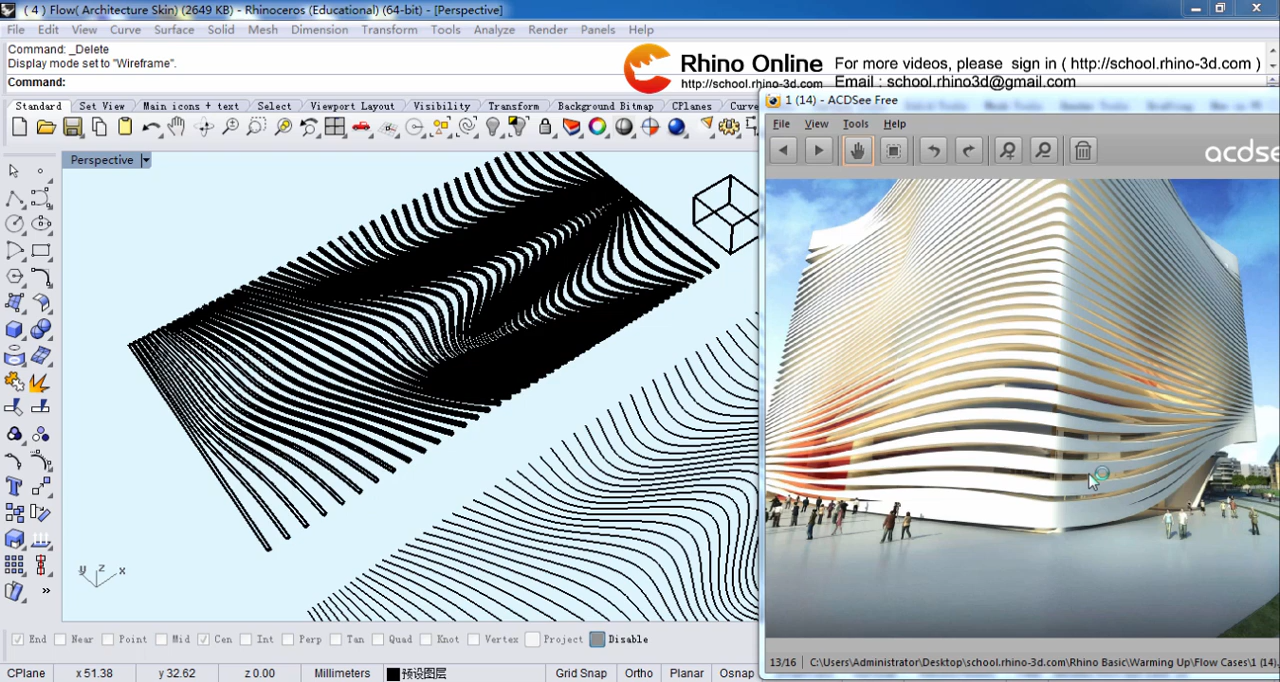 ( 4 ) Flow( Architecture Skin) (2649 KB) - Rhinoceros (Educational) (64-bit) - [Perspective]
File Edit View Curve Surface Solid Mesh Dimension Transform Tools Analyze Render Panels Help
Command: _Delete
Display mode set to "Wireframe".
Command:
Rhino Online
http://school.rhino-3d.com
For more videos, please sign in ( http://school.rhino-3d.com )
Email : school.rhino3d@gmail.com
Standard Set View Main icons + text Select Viewport Layout Visibility Transform Background Bitmap CPlanes Curve
1 (14) - ACDSee Free
File View Tools Help
acdse
Perspective
z
y x
End Near Point Mid Cen Int Perp Tan Quad Knot Vertex Project Disable
13/16 C:\Users\Administrator\Desktop\school.rhino-3d.com\Rhino Basic\Warming Up\Flow Cases\1 (14).
CPlane x 51.38 y 32.62 z 0.00 Millimeters 预设图层 Grid Snap Ortho Planar Osnap